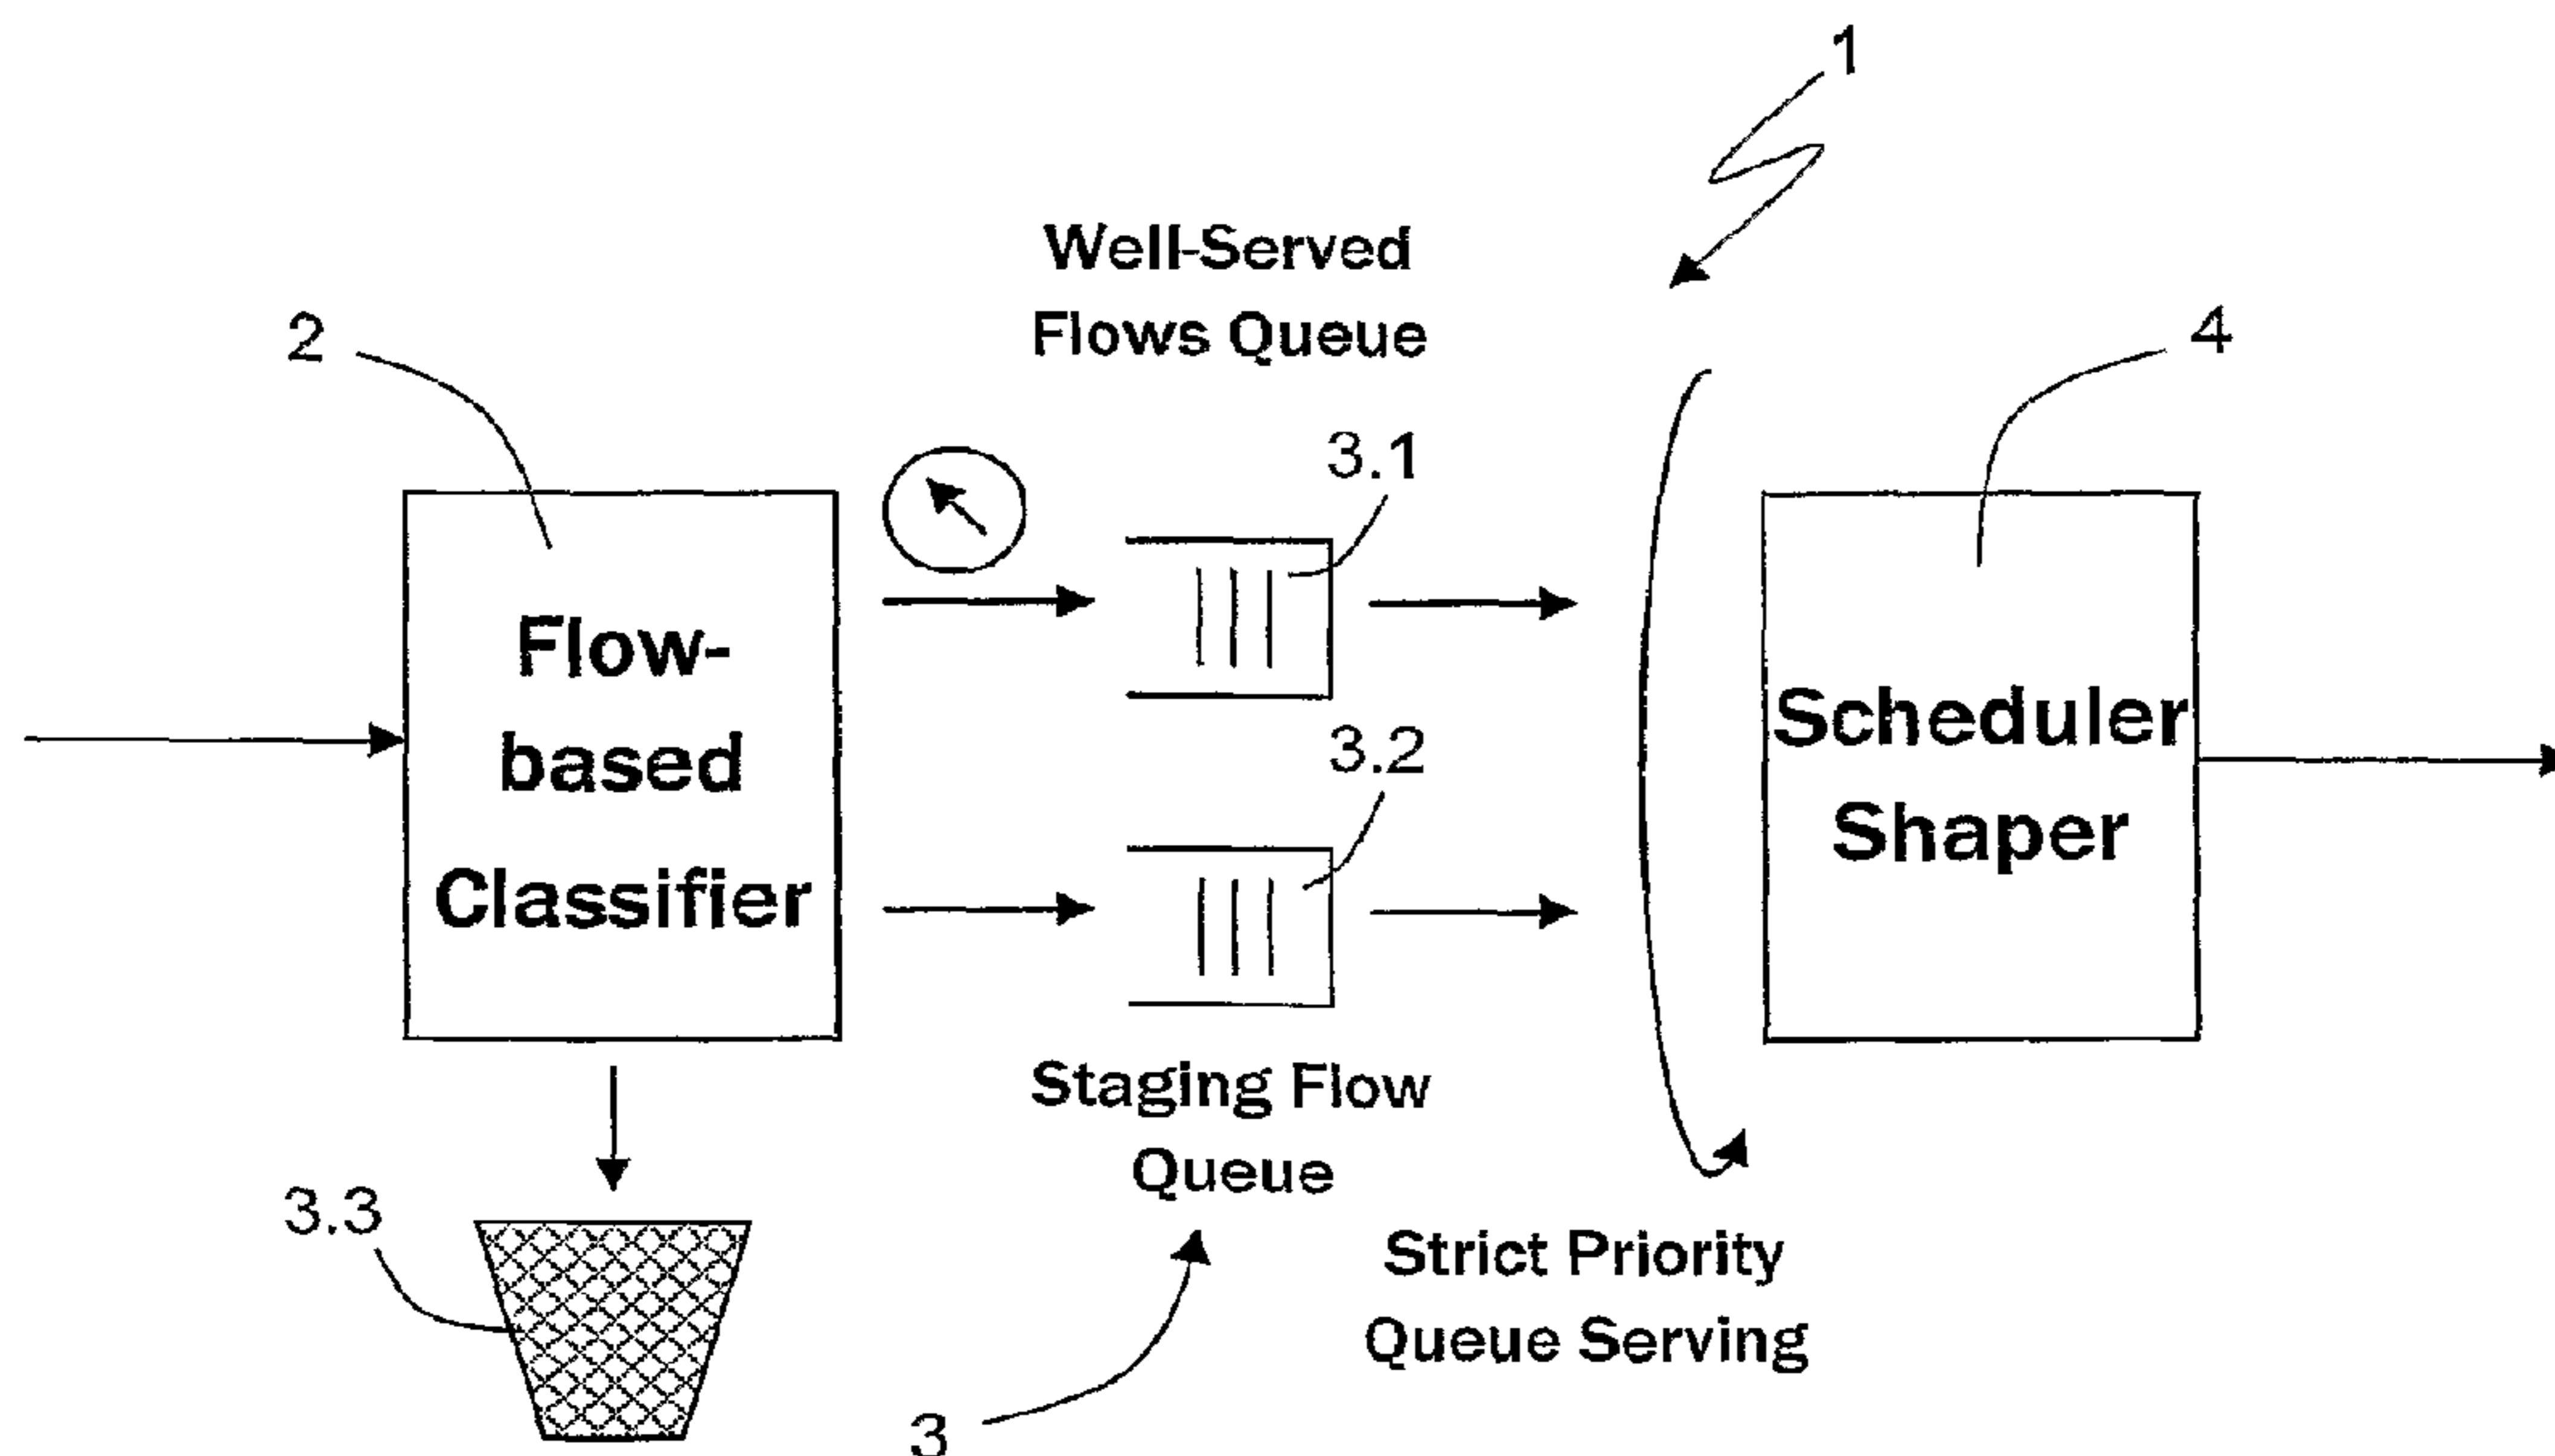 1
Well-Served
Flows Queue
2
4
3.1
Flow-
based
Classifier
3.2
Scheduler
Shaper
Staging Flow
Queue
3.3
Strict Priority
Queue Serving
3